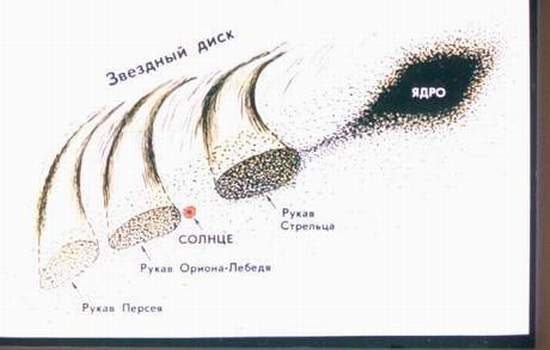 Звездный диск
ЯДРО
Рукав
Стрельца
СОЛНЦЕ
Рукав Ориона-Лебедя
Рукав Персея